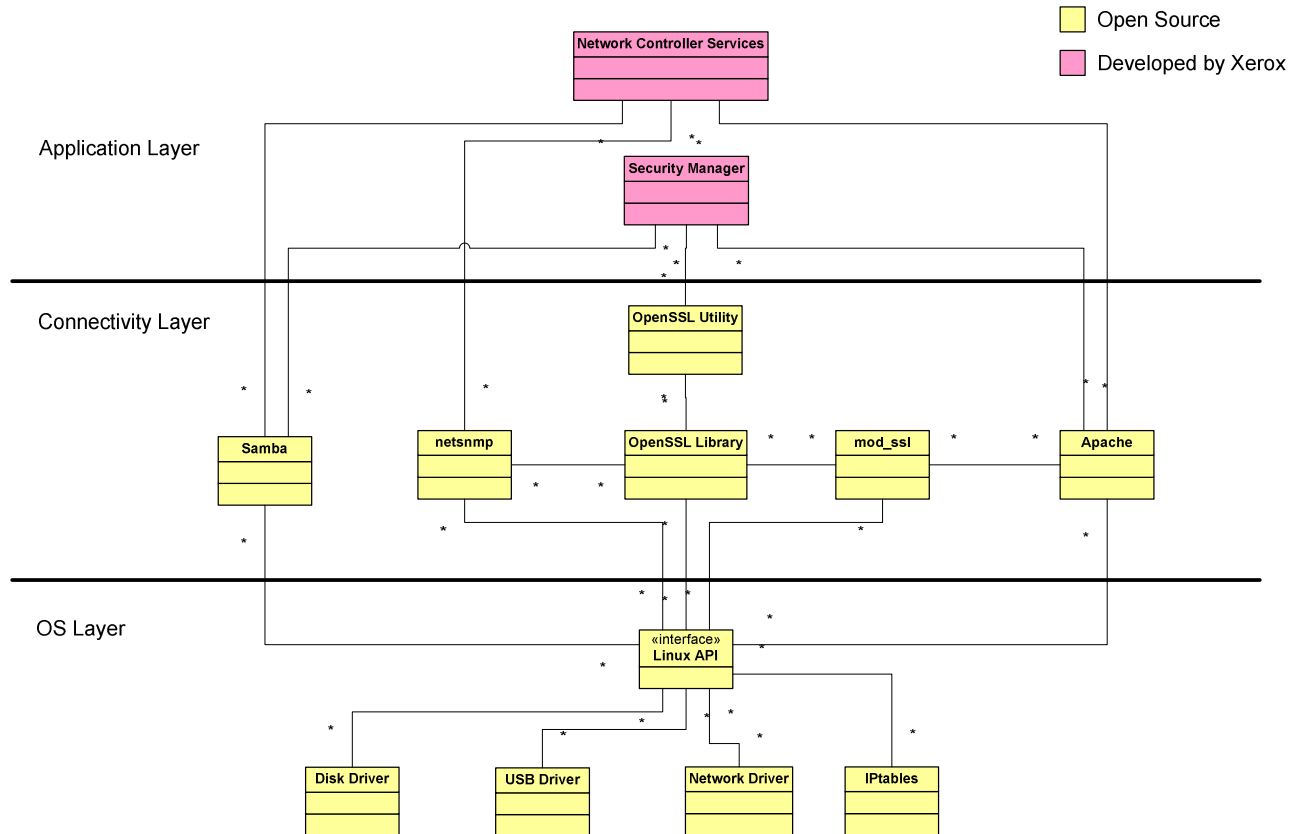 Open Source
Developed by Xerox
Network Controller Services
Application Layer
* * *
Security Manager
*
* *
*
Connectivity Layer
OpenSSL Utility
* * * * *
* *
Samba
netsnmp
OpenSSL Library
* *
mod_ssl
* *
Apache
* *
* * * * *
* * *
OS Layer
*
«interface»
Linux API
*
*
* * * * * * * *
Disk Driver
USB Driver
Network Driver
IPtables